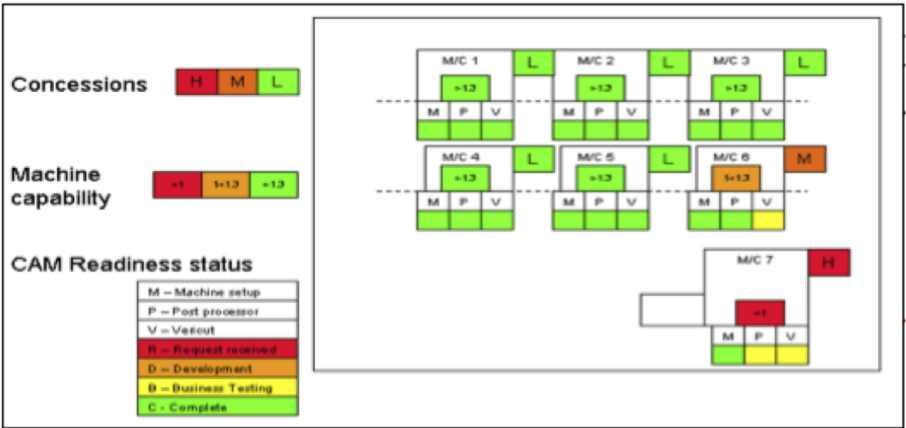 Concessions
H M L
Machine
capability
<1 1<1.3 >1.3
CAM Readiness status
M – Machine setup
P – Post processor
V – Vericut
R – Request received
D – Development
B – Business Testing
C - Complete
M/C 1 L M/C 2 L M/C 3 L
>1.3 >1.3 >1.3
M P V M P V M P V
M/C 4 L M/C 5 L M/C 6 M
>1.3 >1.3 1<1.3
M P V M P V M P V
M/C 7 H
<1
M P V